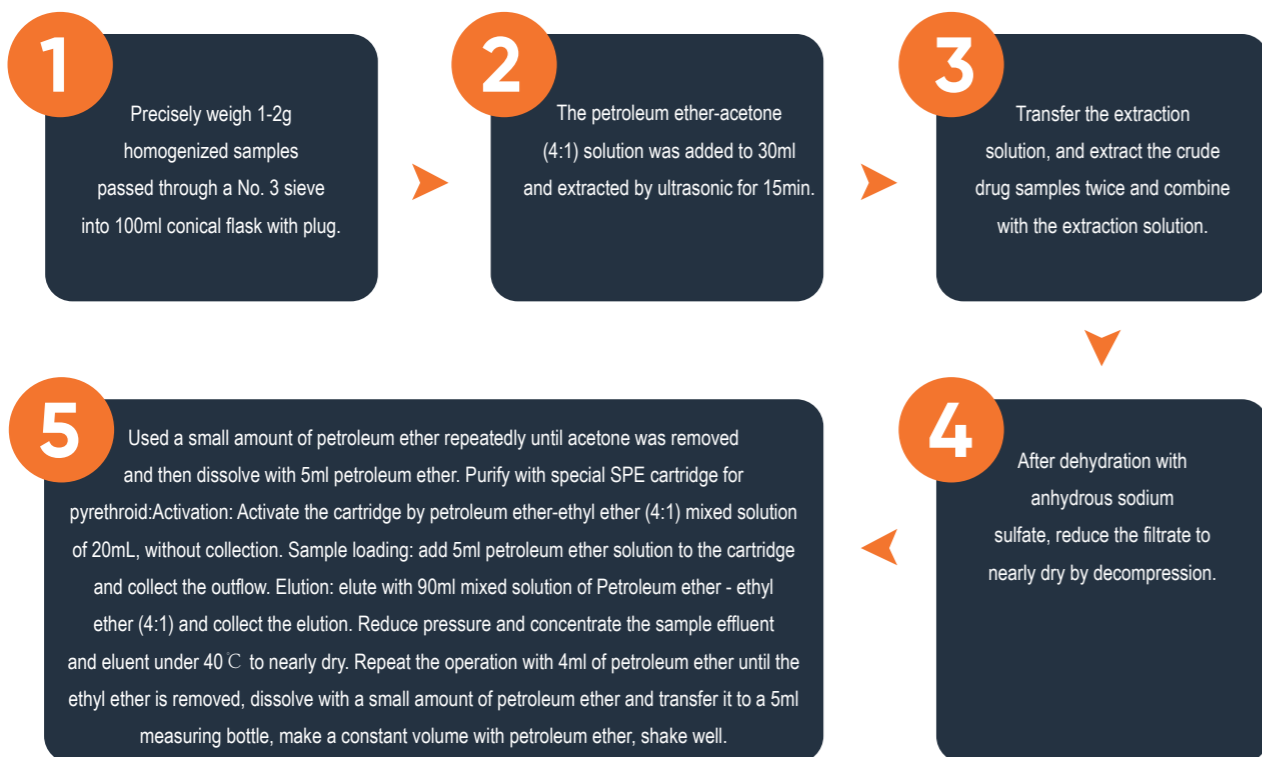 1
Precisely weigh 1-2g
homogenized samples
passed through a No. 3 sieve
into 100ml conical flask with plug.
2
The petroleum ether-acetone
(4:1) solution was added to 30ml
and extracted by ultrasonic for 15min.
3
Transfer the extraction
solution, and extract the crude
drug samples twice and combine
with the extraction solution.
4
After dehydration with
anhydrous sodium
sulfate, reduce the filtrate to
nearly dry by decompression.
5
Used a small amount of petroleum ether repeatedly until acetone was removed
and then dissolve with 5ml petroleum ether. Purify with special SPE cartridge for
pyrethroid:Activation: Activate the cartridge by petroleum ether-ethyl ether (4:1) mixed solution
of 20mL, without collection. Sample loading: add 5ml petroleum ether solution to the cartridge
and collect the outflow. Elution: elute with 90ml mixed solution of Petroleum ether - ethyl
ether (4:1) and collect the elution. Reduce pressure and concentrate the sample effluent
and eluent under 40℃ to nearly dry. Repeat the operation with 4ml of petroleum ether until the
ethyl ether is removed, dissolve with a small amount of petroleum ether and transfer it to a 5ml
measuring bottle, make a constant volume with petroleum ether, shake well.